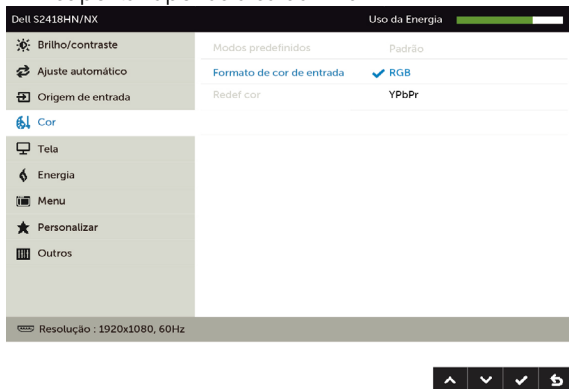 Dell S2418HN/NX Uso da Energia
Brilho/contraste
Ajuste automático
Origem de entrada
Cor
Tela
Energia
Menu
Personalizar
Outros
Modos predefinidos Padrão
Formato de cor de entrada RGB
Redef cor YPbPr
Resolução : 1920x1080, 60Hz